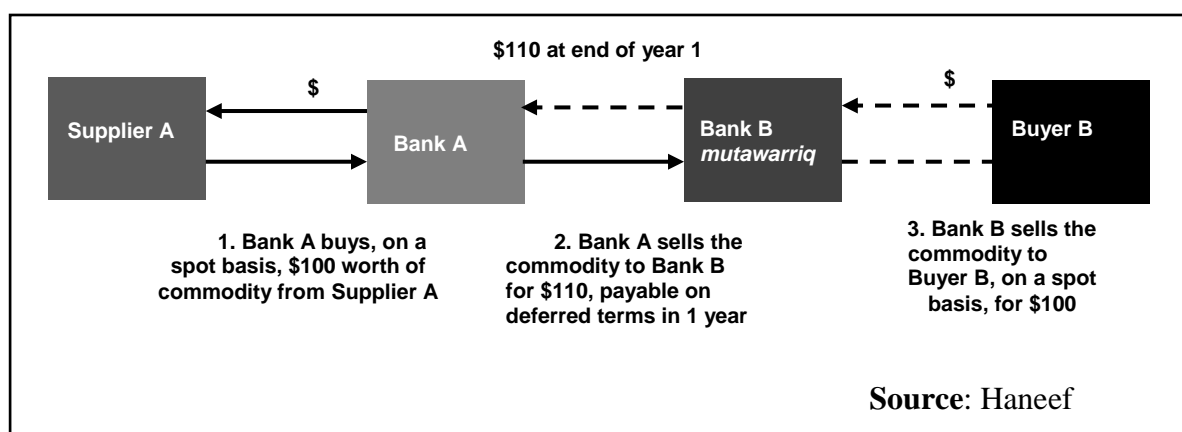 $110 at end of year 1
$
$
Supplier A
Bank A
Bank B
mutawarriq
Buyer B
1. Bank A buys, on a
spot basis, $100 worth of
commodity from Supplier A
2. Bank A sells the
commodity to Bank B
for $110, payable on
deferred terms in 1 year
3. Bank B sells the
commodity to
Buyer B, on a spot
basis, for $100
Source: Haneef